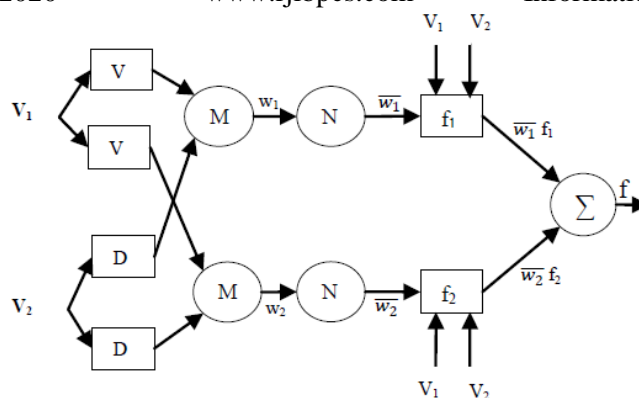 V₁ V₂
V₁
V
V
M
w₁
N
w̅₁
f₁
w̅₁ f₁
Σ
f
V₂
D
D
M
w₂
N
w̅₂
f₂
w̅₂ f₂
V₁ V₂